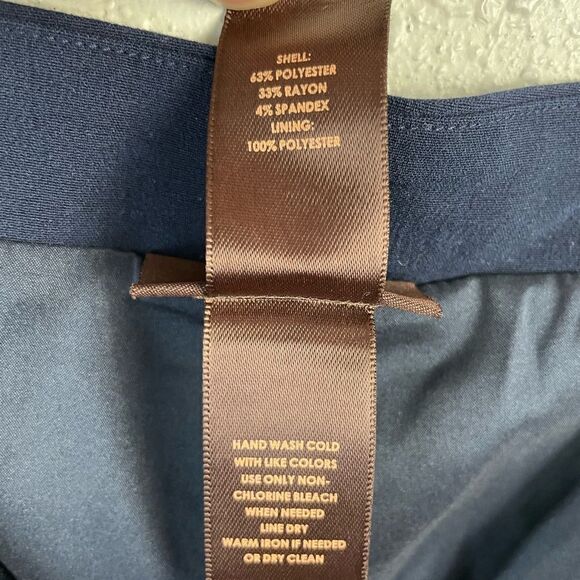 SHELL:
63% POLYESTER
33% RAYON
4% SPANDEX
LINING:
100% POLYESTER
HAND WASH COLD
WITH LIKE COLORS
USE ONLY NON-
CHLORINE BLEACH
WHEN NEEDED
LINE DRY
WARM IRON IF NEEDED
OR DRY CLEAN